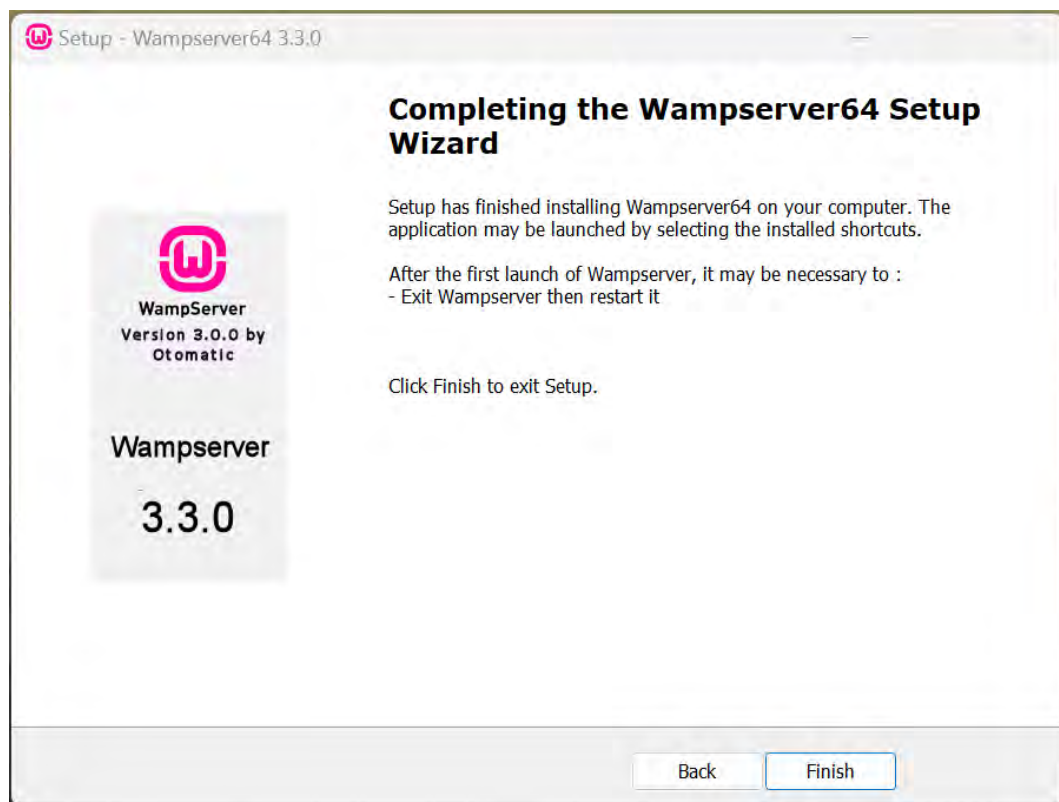 Setup - Wampserver64 3.3.0
Completing the Wampserver64 Setup
Wizard
Setup has finished installing Wampserver64 on your computer. The
application may be launched by selecting the installed shortcuts.
After the first launch of Wampserver, it may be necessary to :
- Exit Wampserver then restart it
Click Finish to exit Setup.
WampServer
Version 3.0.0 by
Otomatic
Wampserver
3.3.0
Back
Finish